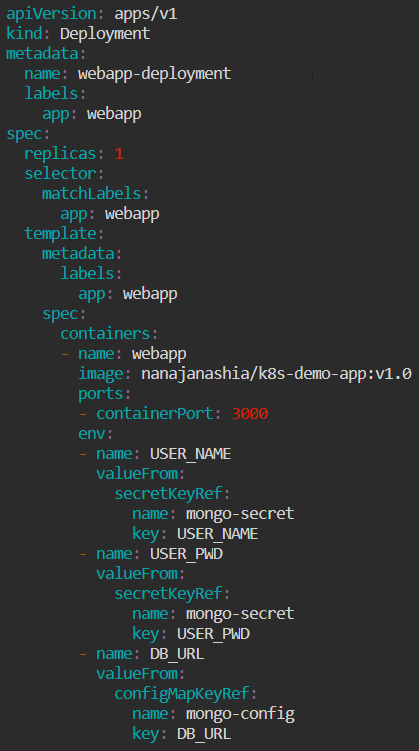 apiVersion: apps/v1
kind: Deployment
metadata:
  name: webapp-deployment
  labels:
    app: webapp
spec:
  replicas: 1
  selector:
    matchLabels:
      app: webapp
  template:
    metadata:
      labels:
        app: webapp
    spec:
      containers:
      - name: webapp
        image: nanajanashia/k8s-demo-app:v1.0
        ports:
        - containerPort: 3000
        env:
        - name: USER_NAME
          valueFrom:
            secretKeyRef:
              name: mongo-secret
              key: USER_NAME
        - name: USER_PWD
          valueFrom:
            secretKeyRef:
              name: mongo-secret
              key: USER_PWD
        - name: DB_URL
          valueFrom:
            configMapKeyRef:
              name: mongo-config
              key: DB_URL